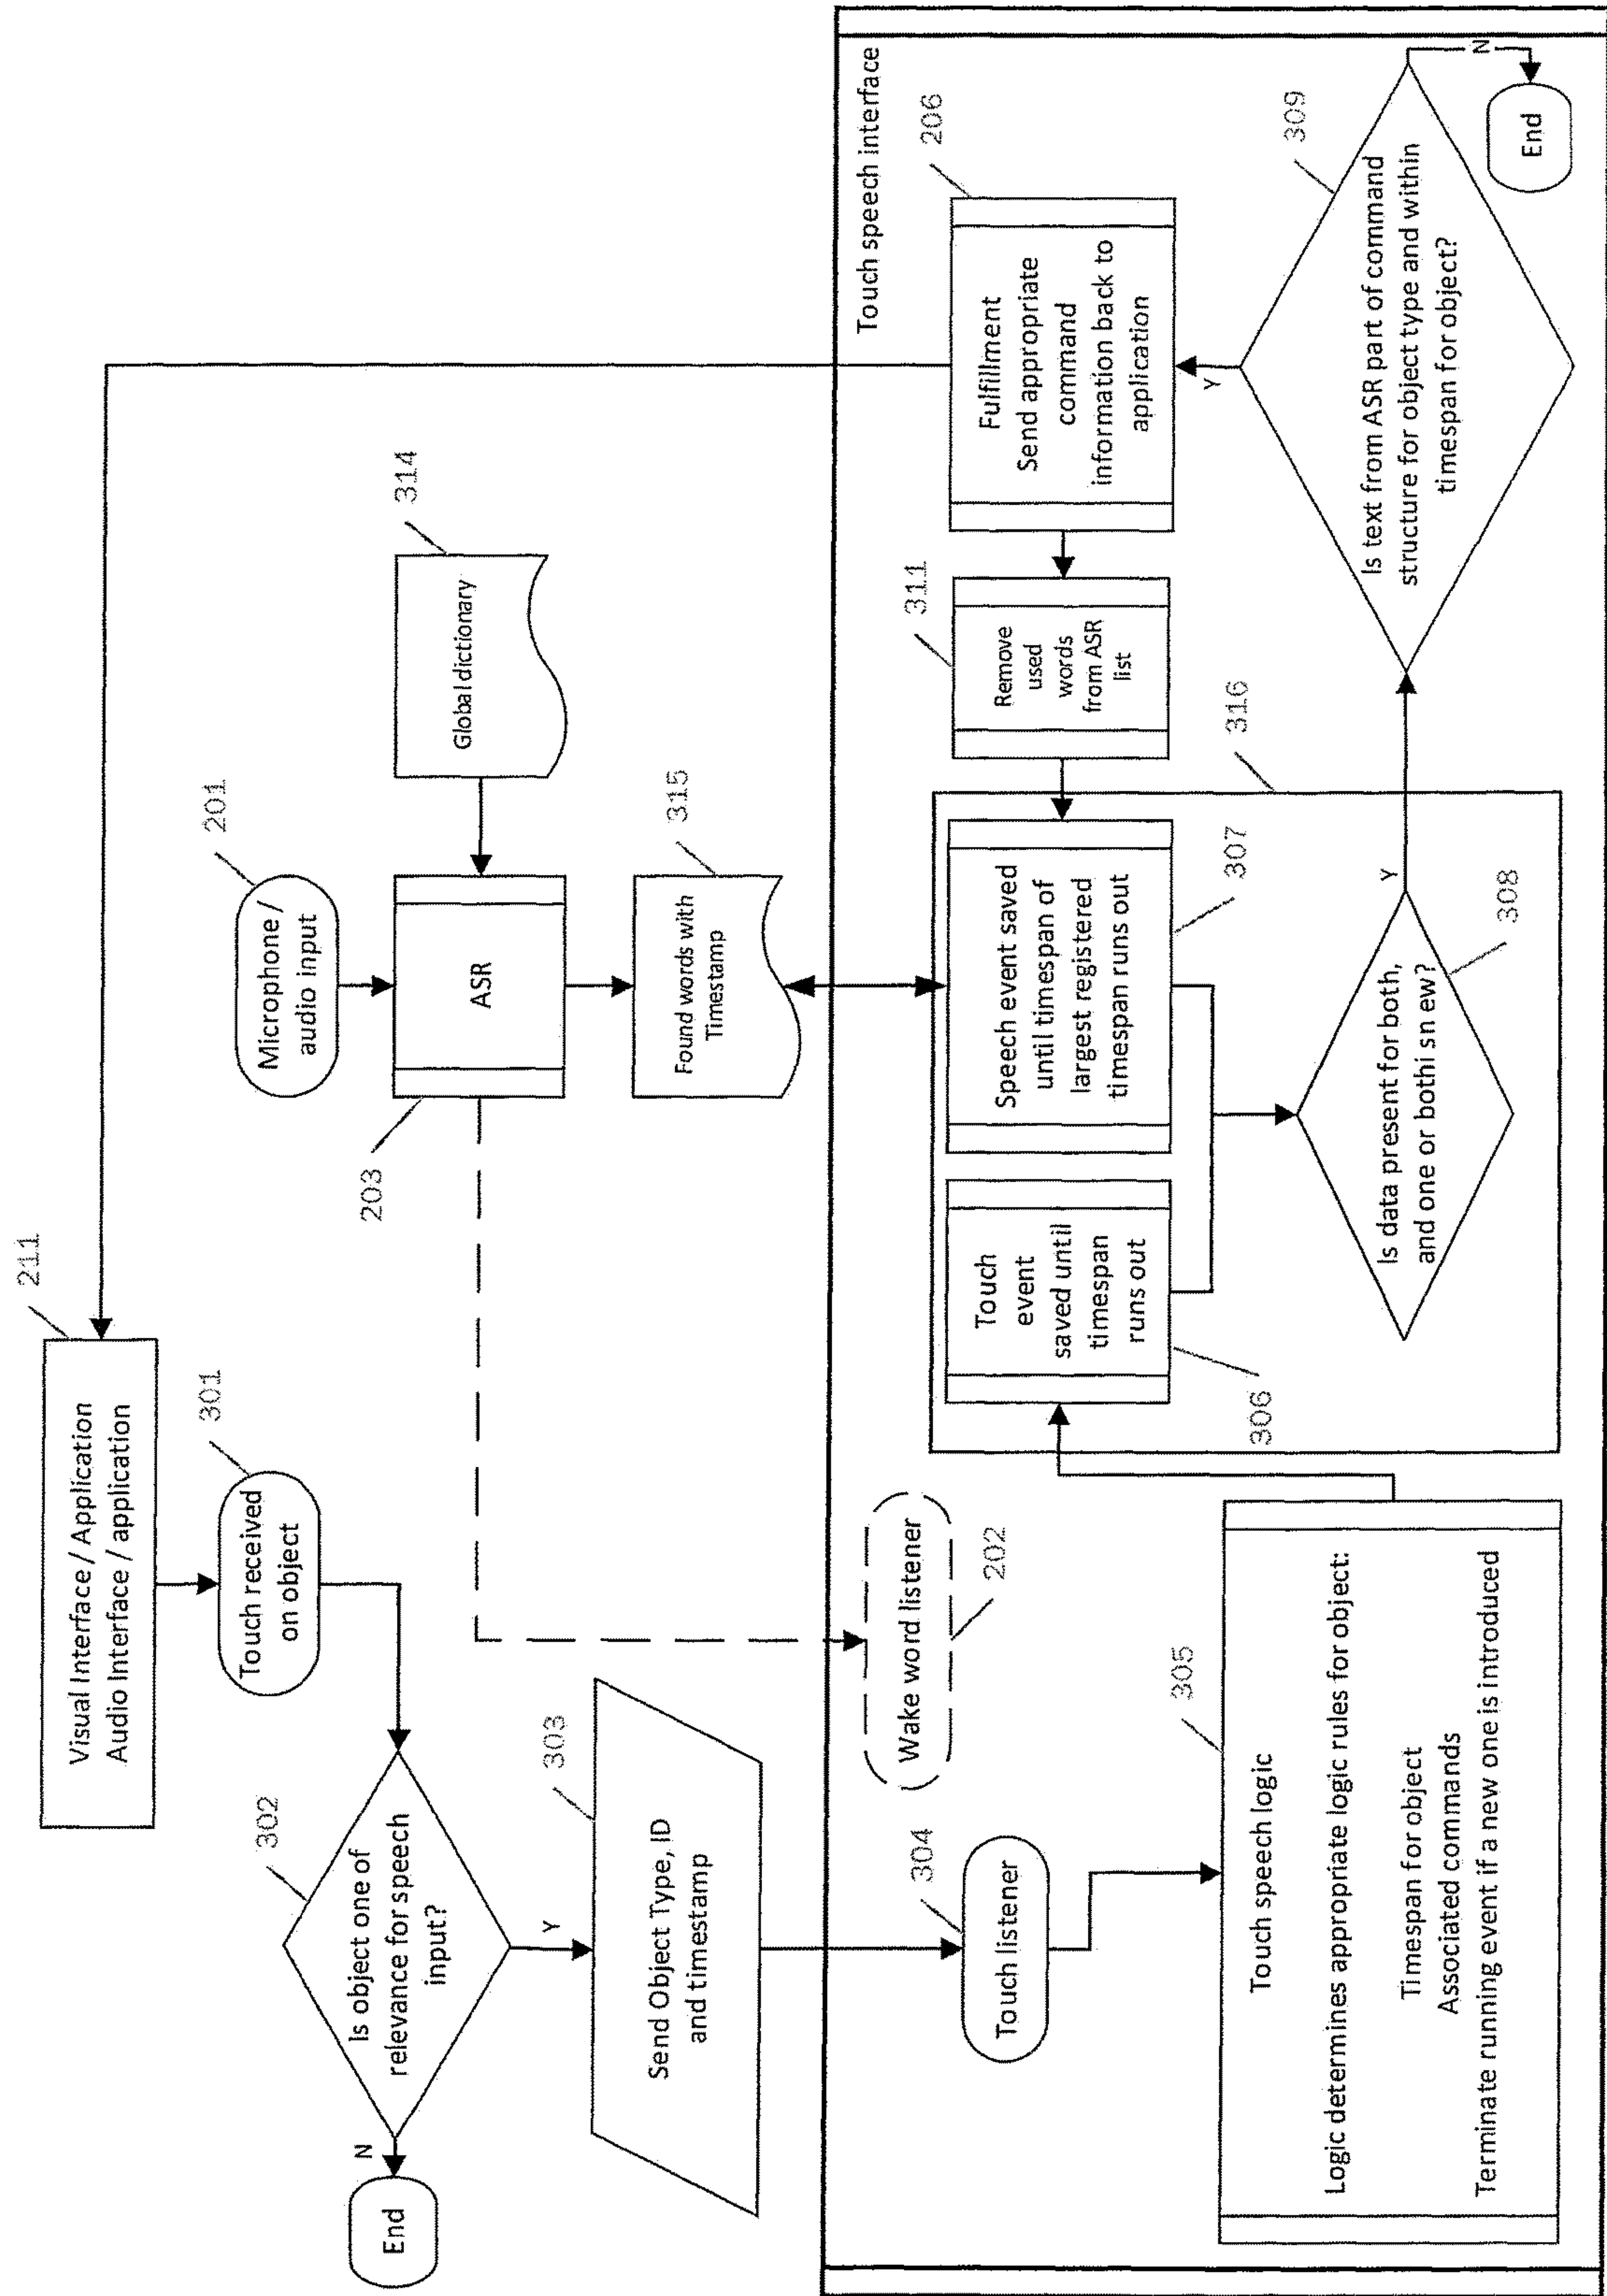 Visual Interface / Application
Audio Interface / application
211
Touch received
on object
301
Is object one of
relevance for speech
input?
302
N
End
Y
Send Object Type, ID
and timestamp
303
Microphone /
audio input
201
ASR
203
Global dictionary
314
Found words with
Timestamp
315
Touch speech interface
Wake word listener
202
Touch listener
304
Touch speech logic
Logic determines appropriate logic rules for object:
Timespan for object
Associated commands
Terminate running event if a new one is introduced
305
Touch
event
saved until
timespan
runs out
306
Speech event saved
until timespan of
largest registered
timespan runs out
307
Is data present for both,
and one or bothi sn ew?
308
Y
316
Remove
used
words
from ASR
list
311
Fulfillment
Send appropriate
command
information back to
application
206
Y
Is text from ASR part of command
structure for object type and within
timespan for object?
309
N
End